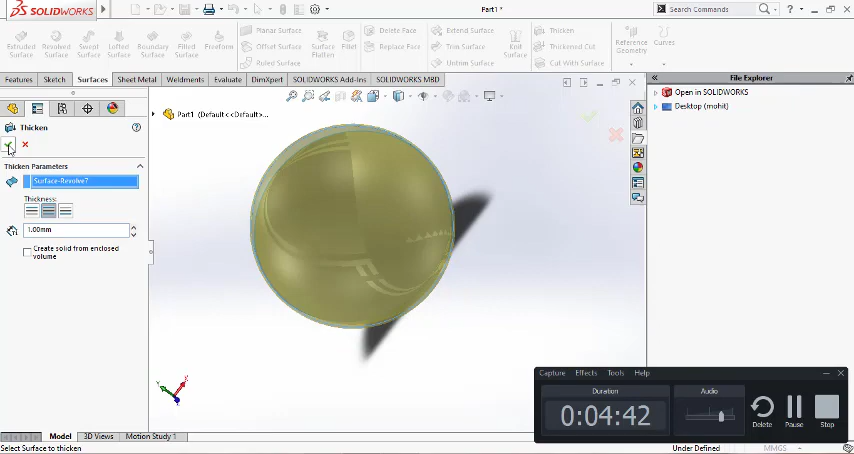 SOLIDWORKS
Part1 *
Search Commands
Extruded Surface
Revolved Surface
Swept Surface
Lofted Surface
Boundary Surface
Filled Surface
Freeform
Planar Surface
Offset Surface
Ruled Surface
Surface Flatten
Fillet
Delete Face
Replace Face
Extend Surface
Trim Surface
Untrim Surface
Knit Surface
Thicken
Thickened Cut
Cut With Surface
Reference Geometry
Curves
Features
Sketch
Surfaces
Sheet Metal
Weldments
Evaluate
DimXpert
SOLIDWORKS Add-Ins
SOLIDWORKS MBD
File Explorer
Open in SOLIDWORKS
Desktop (mohit)
Part1 (Default<<Default>...
Thicken
Thicken Parameters
Surface-Revolve7
Thickness:
1.00mm
Create solid from enclosed
volume
Capture Effects Tools Help
Duration
Audio
0:04:42
Delete
Pause
Stop
Model
3D Views
Motion Study 1
Select Surface to thicken
Under Defined
MMGS